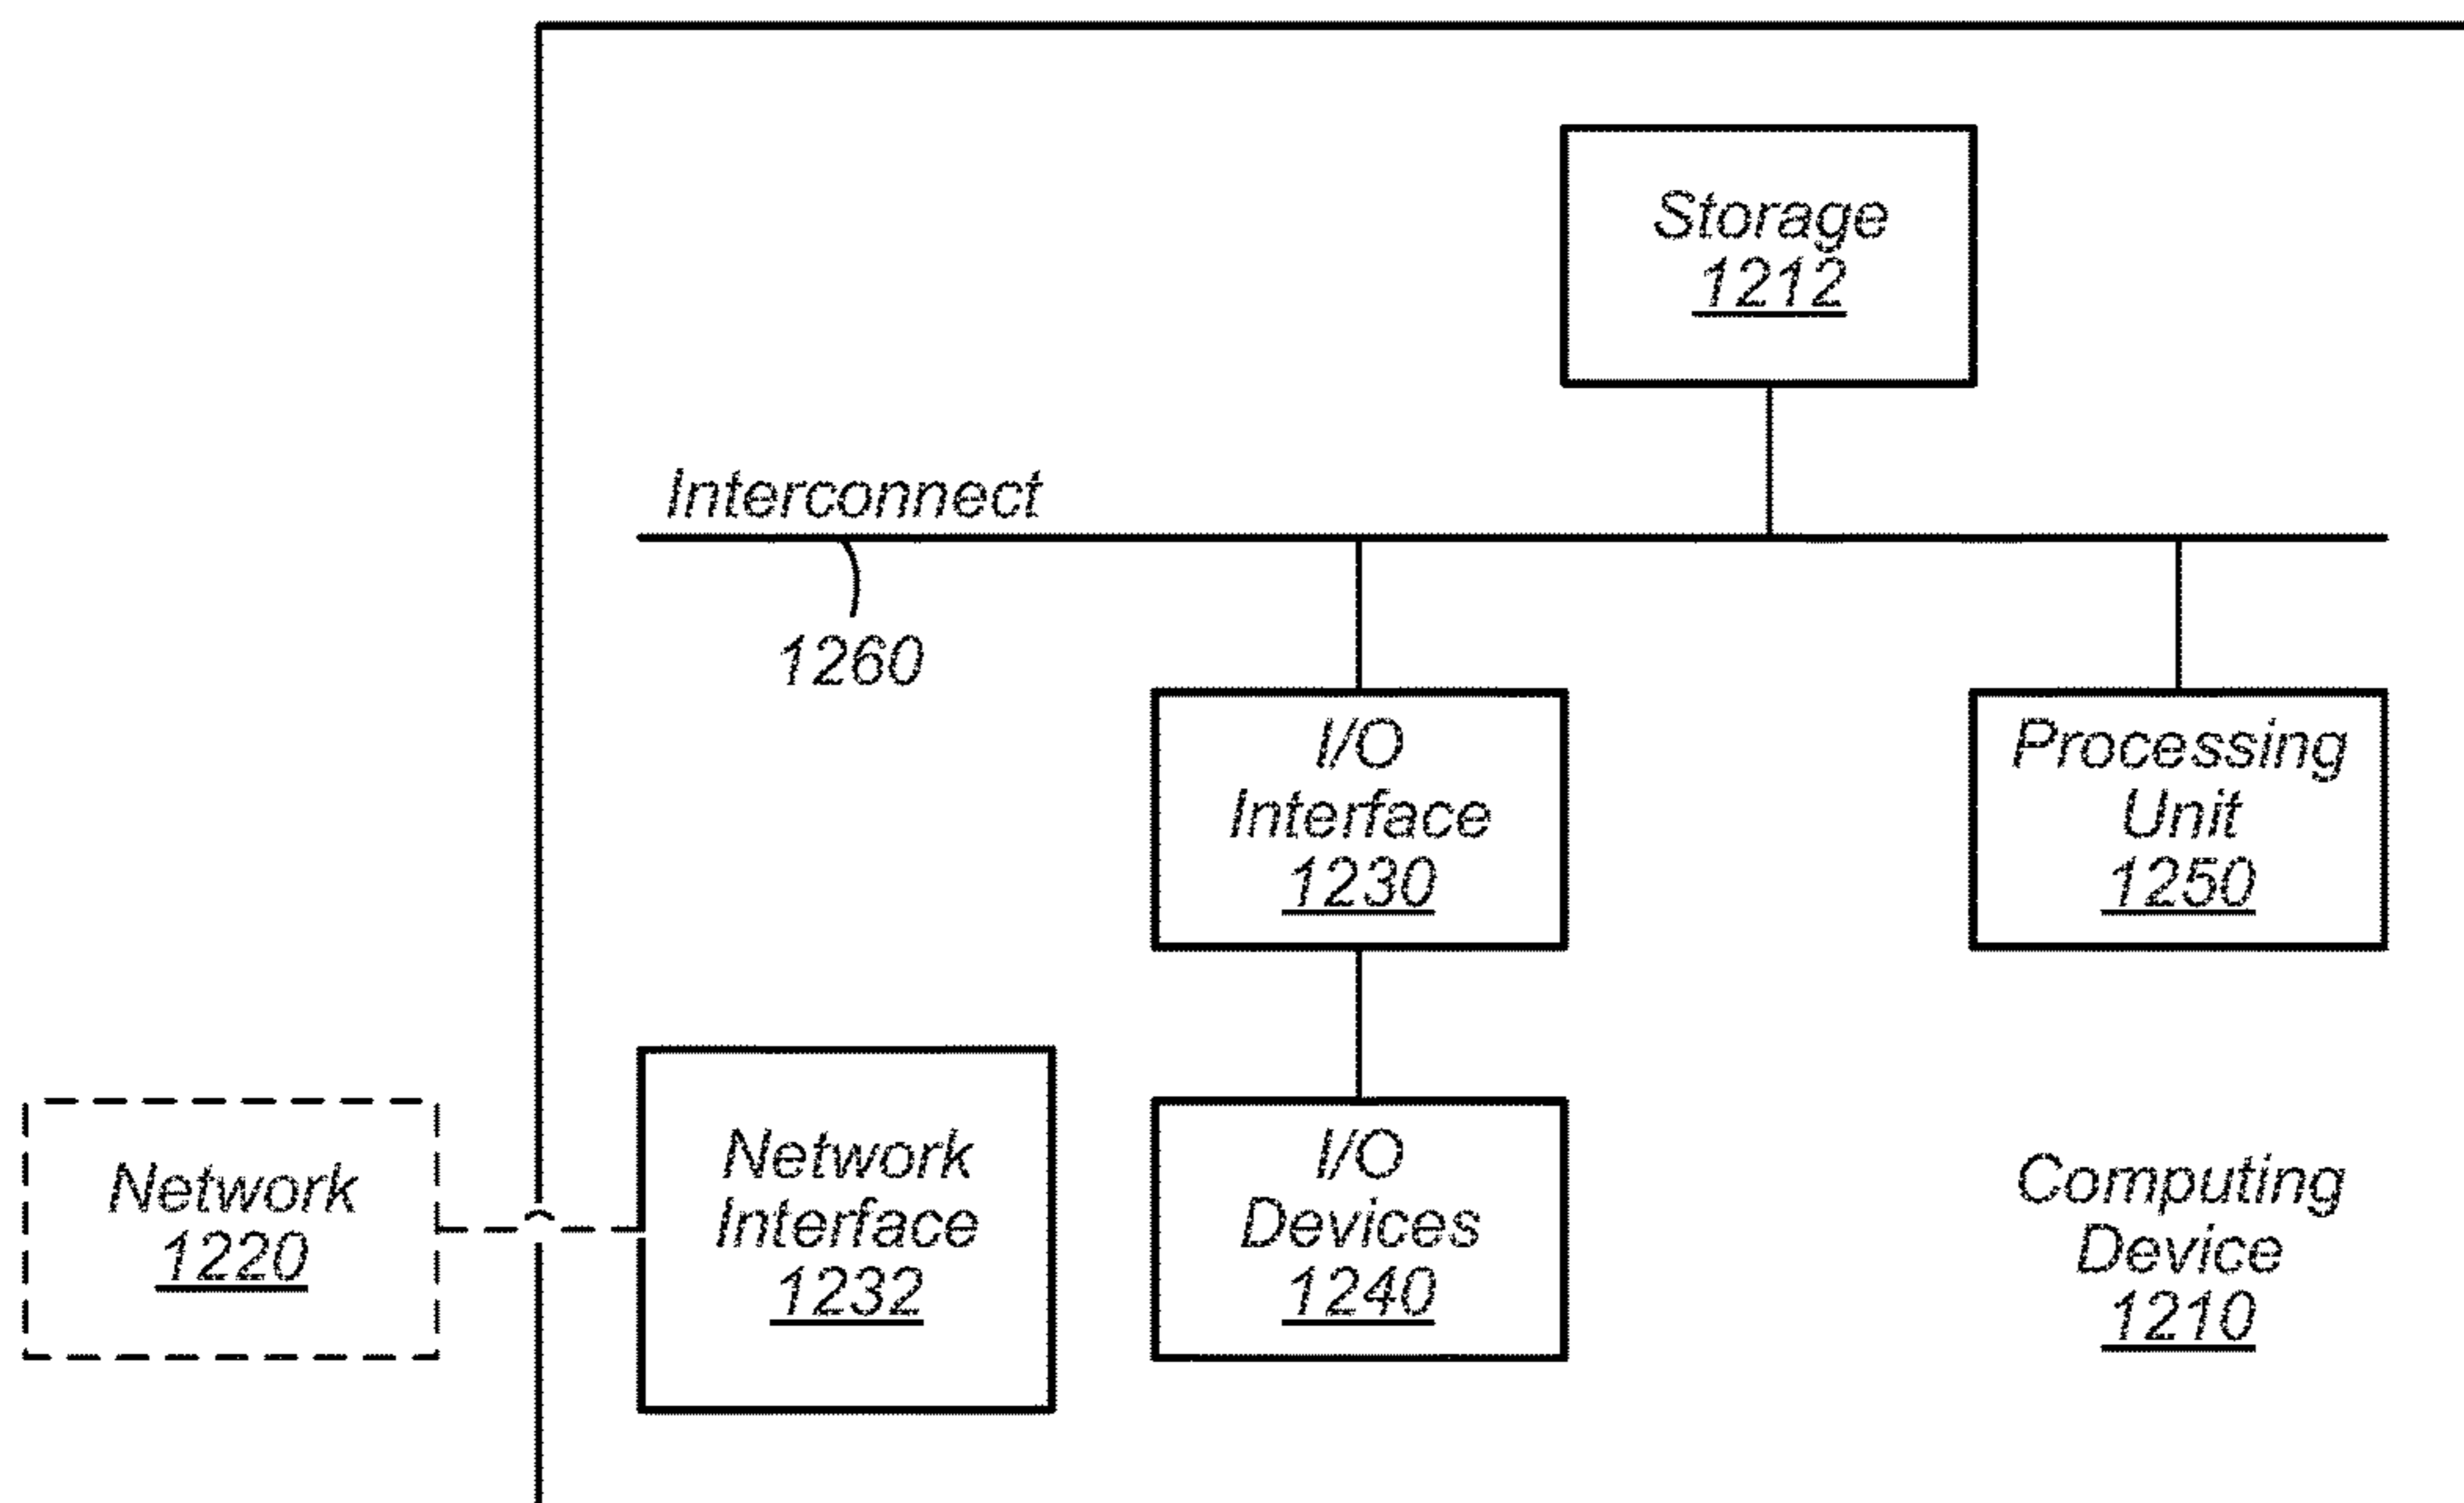 Storage
1212
Interconnect
1260
I/O
Interface
1230
Processing
Unit
1250
Network
1220
Network
Interface
1232
I/O
Devices
1240
Computing
Device
1210